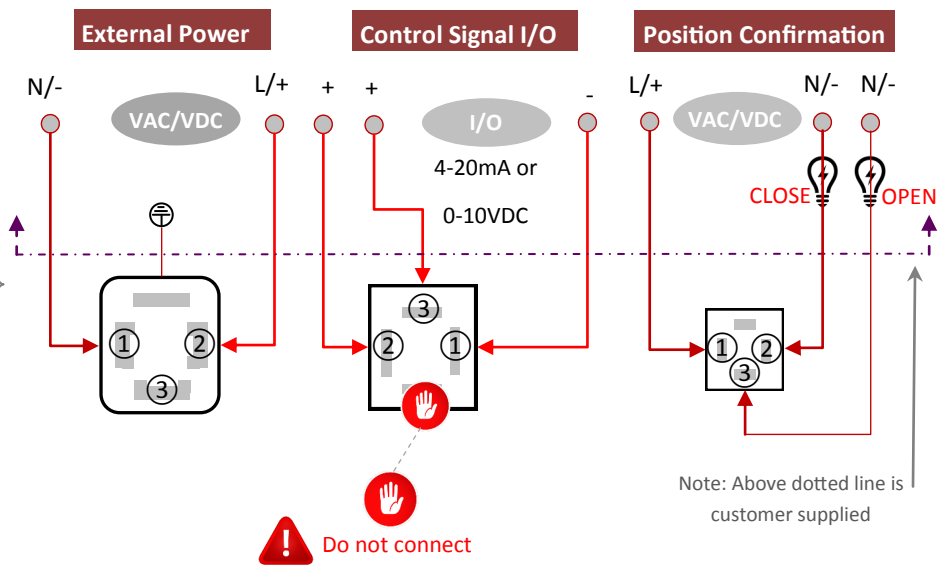 External Power
Control Signal I/O
Position Confirmation
N/-
L/+
+
+
-
L/+
N/-
N/-
VAC/VDC
I/O
VAC/VDC
4-20mA or
0-10VDC
CLOSE
OPEN
1
2
3
3
2
1
1
2
3
Note: Above dotted line is
customer supplied
! Do not connect